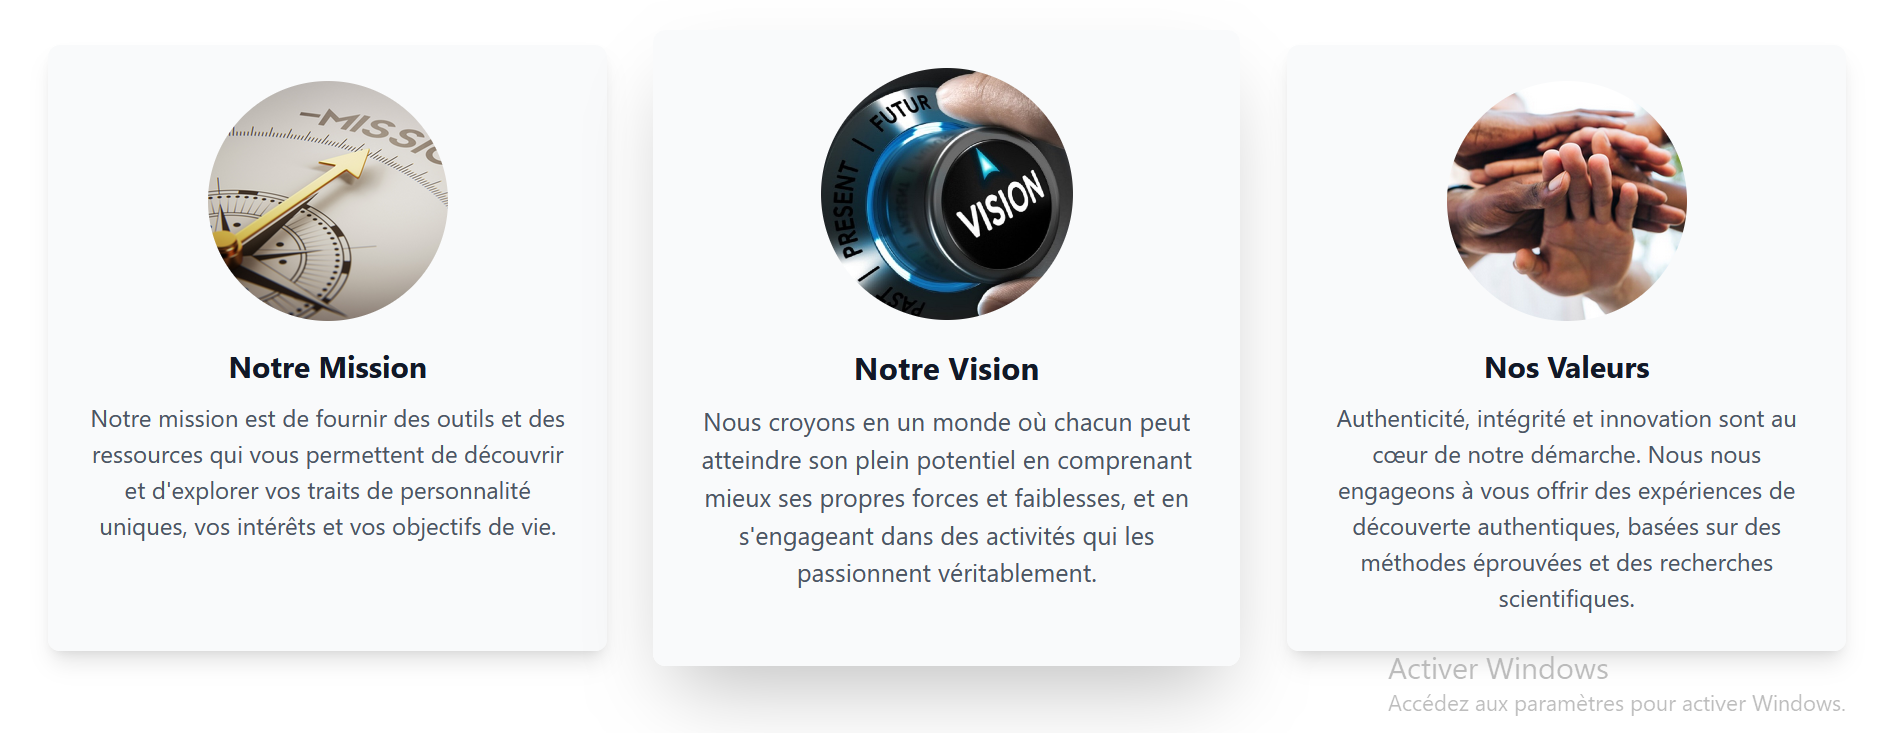 -MISSIO
FUTUR
PRESENT
PAST
VISION
Notre Mission
Notre mission est de fournir des outils et des
ressources qui vous permettent de découvrir
et d'explorer vos traits de personnalité
uniques, vos intérêts et vos objectifs de vie.
Notre Vision
Nous croyons en un monde où chacun peut
atteindre son plein potentiel en comprenant
mieux ses propres forces et faiblesses, et en
s'engageant dans des activités qui les
passionnent véritablement.
Nos Valeurs
Authenticité, intégrité et innovation sont au
cœur de notre démarche. Nous nous
engageons à vous offrir des expériences de
découverte authentiques, basées sur des
méthodes éprouvées et des recherches
scientifiques.
Activer Windows
Accédez aux paramètres pour activer Windows.